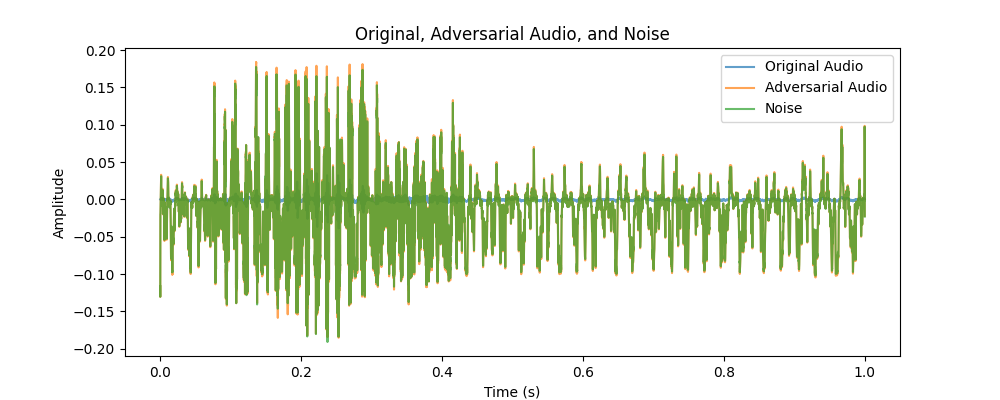 Original, Adversarial Audio, and Noise
Original Audio
Adversarial Audio
Noise
Amplitude
0.20
0.15
0.10
0.05
0.00
−0.05
−0.10
−0.15
−0.20
0.0 0.2 0.4 0.6 0.8 1.0
Time (s)